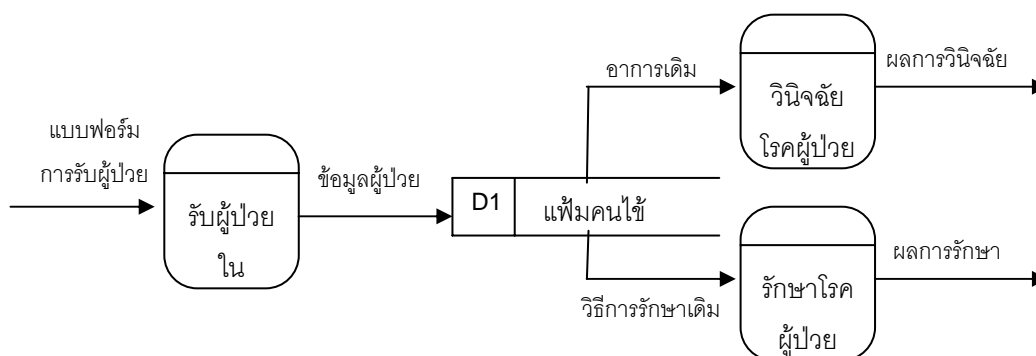 แบบฟอร์ม
การรับผู้ป่วย
รับผู้ป่วย
ใน
ข้อมูลผู้ป่วย
D1
แฟ้มคนไข้
อาการเดิม
วินิจฉัย
โรคผู้ป่วย
ผลการวินิจฉัย
วิธีการรักษาเดิม
รักษาโรค
ผู้ป่วย
ผลการรักษา